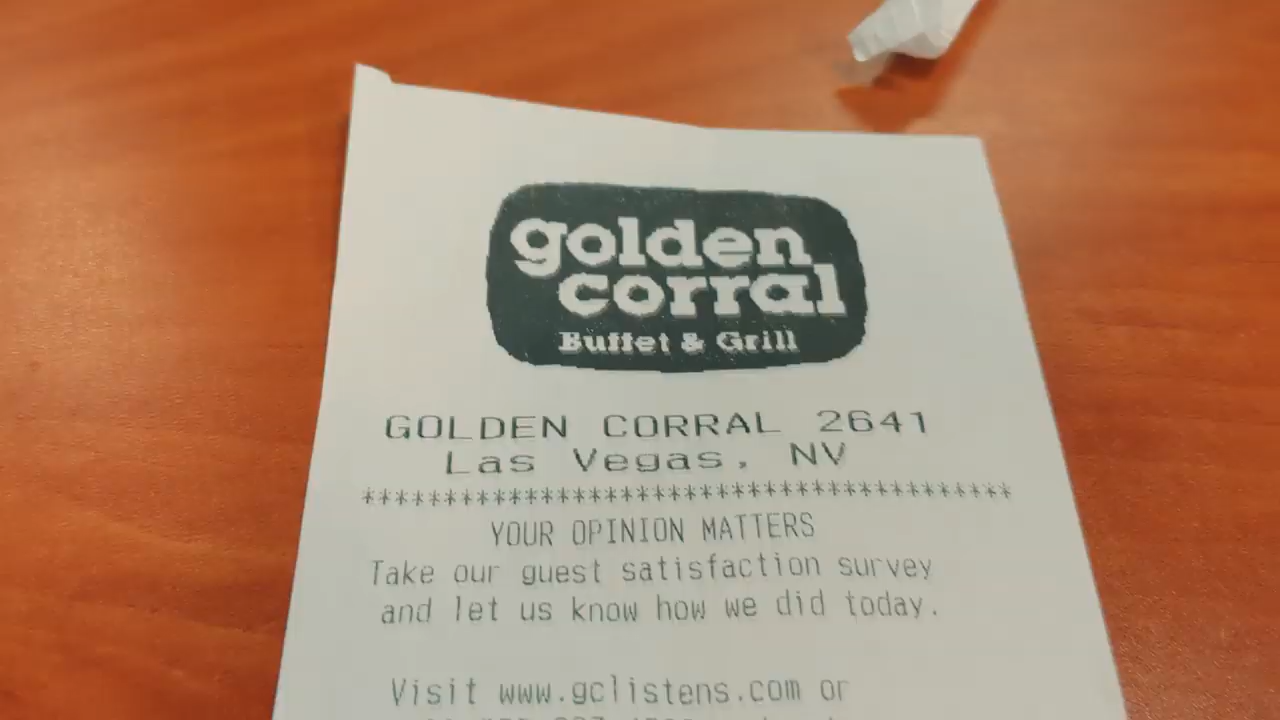 golden
corral
Buffet & Grill
GOLDEN CORRAL 2641
Las Vegas, NV
****************************************
YOUR OPINION MATTERS
Take our guest satisfaction survey
and let us know how we did today.
Visit www.gclistens.com or